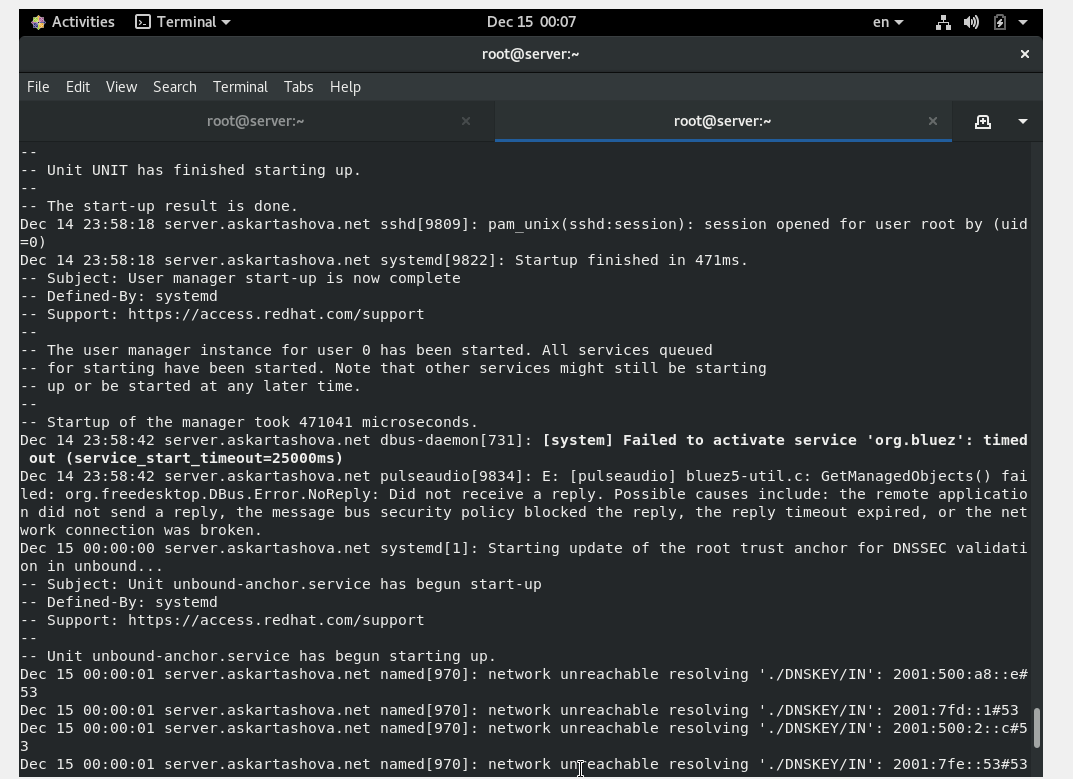 Activities Terminal Dec 15 00:07 en
root@server:~ ×
File Edit View Search Terminal Tabs Help
root@server:~ × root@server:~ ×
--
-- Unit UNIT has finished starting up.
--
-- The start-up result is done.
Dec 14 23:58:18 server.askartashova.net sshd[9809]: pam_unix(sshd:session): session opened for user root by (uid
=0)
Dec 14 23:58:18 server.askartashova.net systemd[9822]: Startup finished in 471ms.
-- Subject: User manager start-up is now complete
-- Defined-By: systemd
-- Support: https://access.redhat.com/support
--
-- The user manager instance for user 0 has been started. All services queued
-- for starting have been started. Note that other services might still be starting
-- up or be started at any later time.
--
-- Startup of the manager took 471041 microseconds.
Dec 14 23:58:42 server.askartashova.net dbus-daemon[731]: [system] Failed to activate service 'org.bluez': timed
 out (service_start_timeout=25000ms)
Dec 14 23:58:42 server.askartashova.net pulseaudio[9834]: E: [pulseaudio] bluez5-util.c: GetManagedObjects() fai
led: org.freedesktop.DBus.Error.NoReply: Did not receive a reply. Possible causes include: the remote applicatio
n did not send a reply, the message bus security policy blocked the reply, the reply timeout expired, or the net
work connection was broken.
Dec 15 00:00:00 server.askartashova.net systemd[1]: Starting update of the root trust anchor for DNSSEC validati
on in unbound...
-- Subject: Unit unbound-anchor.service has begun start-up
-- Defined-By: systemd
-- Support: https://access.redhat.com/support
--
-- Unit unbound-anchor.service has begun starting up.
Dec 15 00:00:01 server.askartashova.net named[970]: network unreachable resolving './DNSKEY/IN': 2001:500:a8::e#
53
Dec 15 00:00:01 server.askartashova.net named[970]: network unreachable resolving './DNSKEY/IN': 2001:7fd::1#53
Dec 15 00:00:01 server.askartashova.net named[970]: network unreachable resolving './DNSKEY/IN': 2001:500:2::c#5
3
Dec 15 00:00:01 server.askartashova.net named[970]: network unreachable resolving './DNSKEY/IN': 2001:7fe::53#53